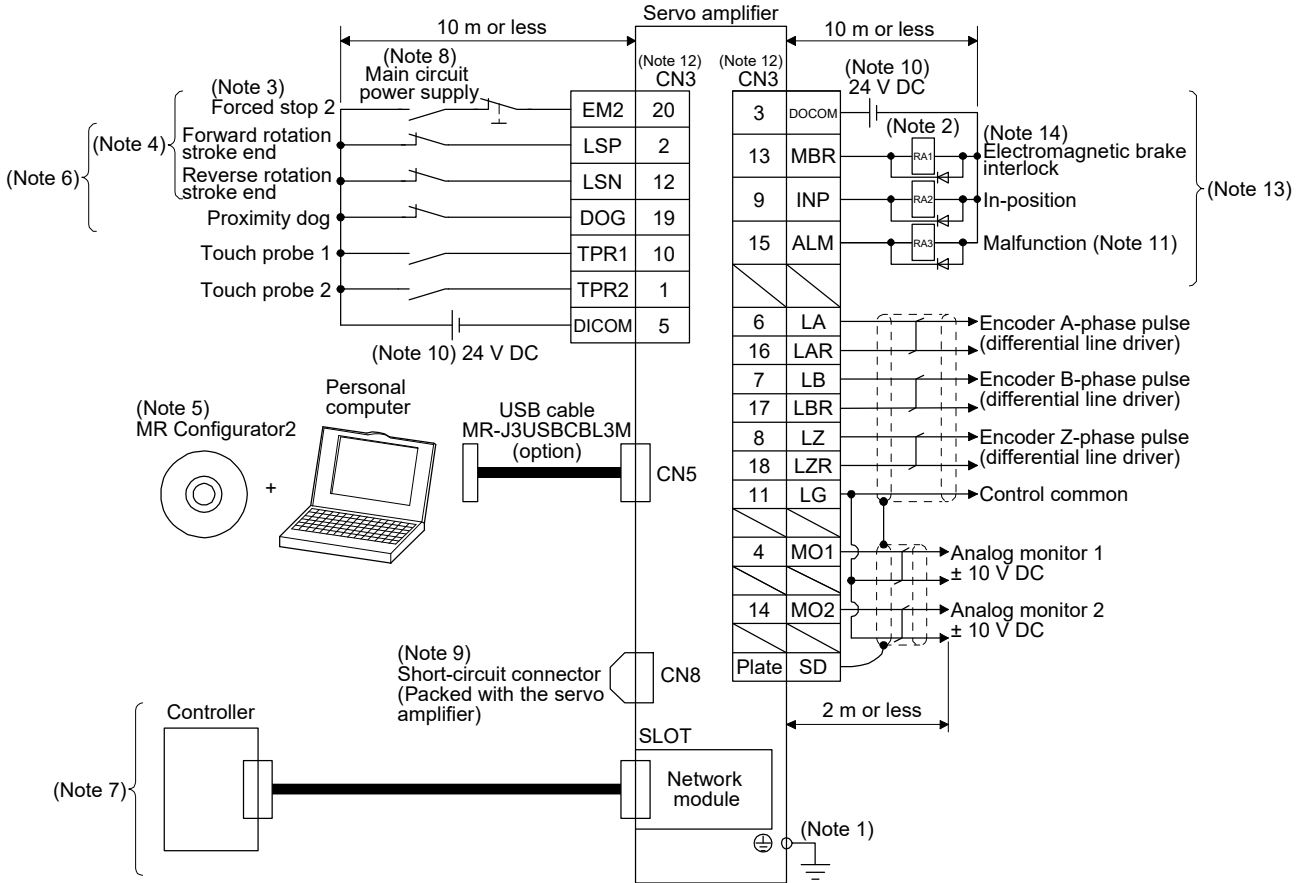 Servo amplifier
10 m or less
10 m or less
(Note 8)
Main circuit
power supply
(Note 12)
CN3
(Note 12)
CN3
(Note 10)
24 V DC
(Note 3)
Forced stop 2
EM2 20
(Note 4)
Forward rotation
stroke end
LSP 2
Reverse rotation
stroke end
LSN 12
(Note 6)
Proximity dog
DOG 19
Touch probe 1
TPR1 10
Touch probe 2
TPR2 1
DICOM 5
(Note 10) 24 V DC
3 DOCOM
(Note 2)
(Note 14)
13 MBR
RA1
Electromagnetic brake
interlock
9 INP
RA2
In-position
15 ALM
RA3
Malfunction (Note 11)
(Note 13)
6 LA
Encoder A-phase pulse
(differential line driver)
16 LAR
7 LB
Encoder B-phase pulse
(differential line driver)
17 LBR
8 LZ
Encoder Z-phase pulse
(differential line driver)
18 LZR
11 LG
Control common
4 MO1
Analog monitor 1
± 10 V DC
14 MO2
Analog monitor 2
± 10 V DC
Plate SD
2 m or less
(Note 5)
MR Configurator2
+
Personal
computer
USB cable
MR-J3USBCBL3M
(option)
CN5
(Note 9)
Short-circuit connector
(Packed with the servo
amplifier)
CN8
(Note 7)
Controller
SLOT
Network
module
(Note 1)